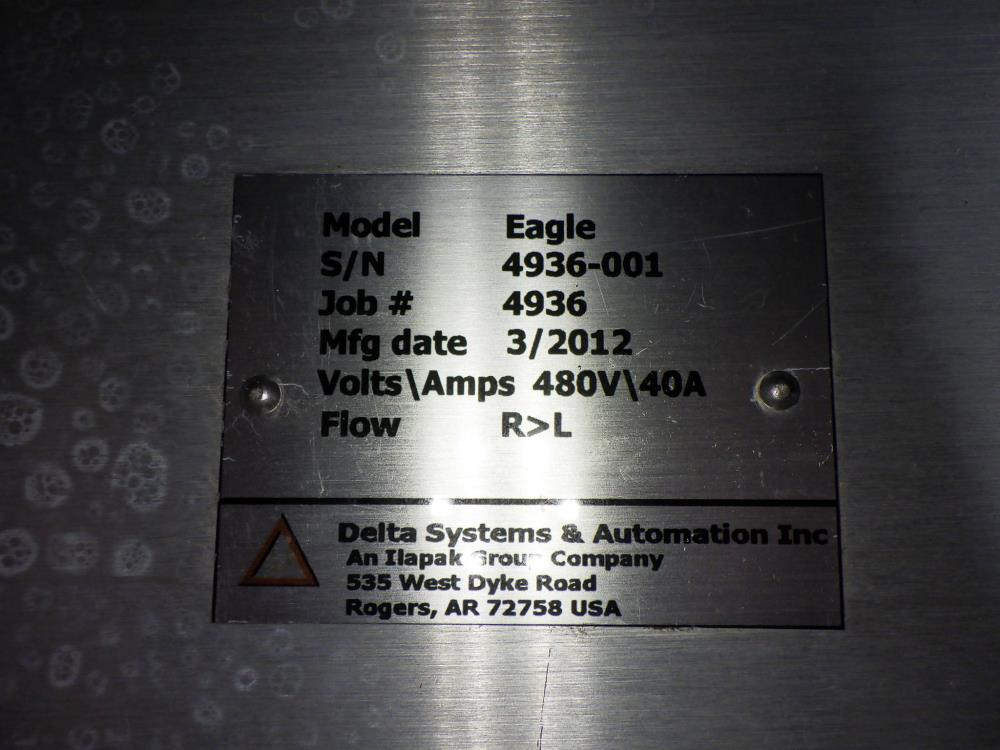 Model Eagle
S/N 4936-001
Job # 4936
Mfg date 3/2012
Volts\Amps 480V\40A
Flow R>L
Delta Systems & Automation Inc
An Ilapak Group Company
535 West Dyke Road
Rogers, AR 72758 USA